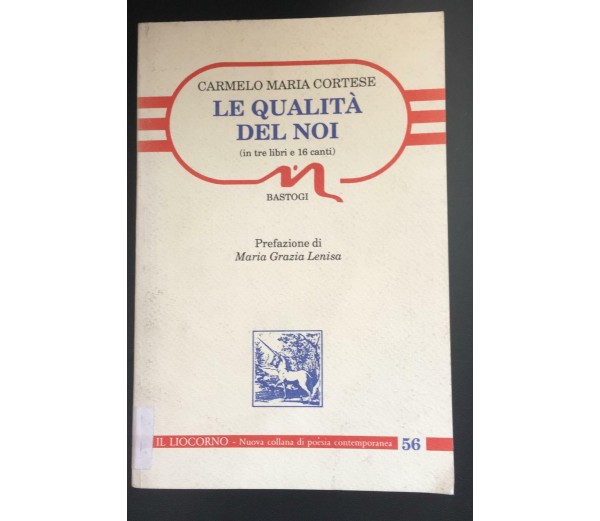 CARMELO MARIA CORTESE
LE QUALITÀ
DEL NOI
(in tre libri e 16 canti)
BASTOGI
Prefazione di
Maria Grazia Lenisa
IL LIOCORNO - Nuova collana di poesia contemporanea 56